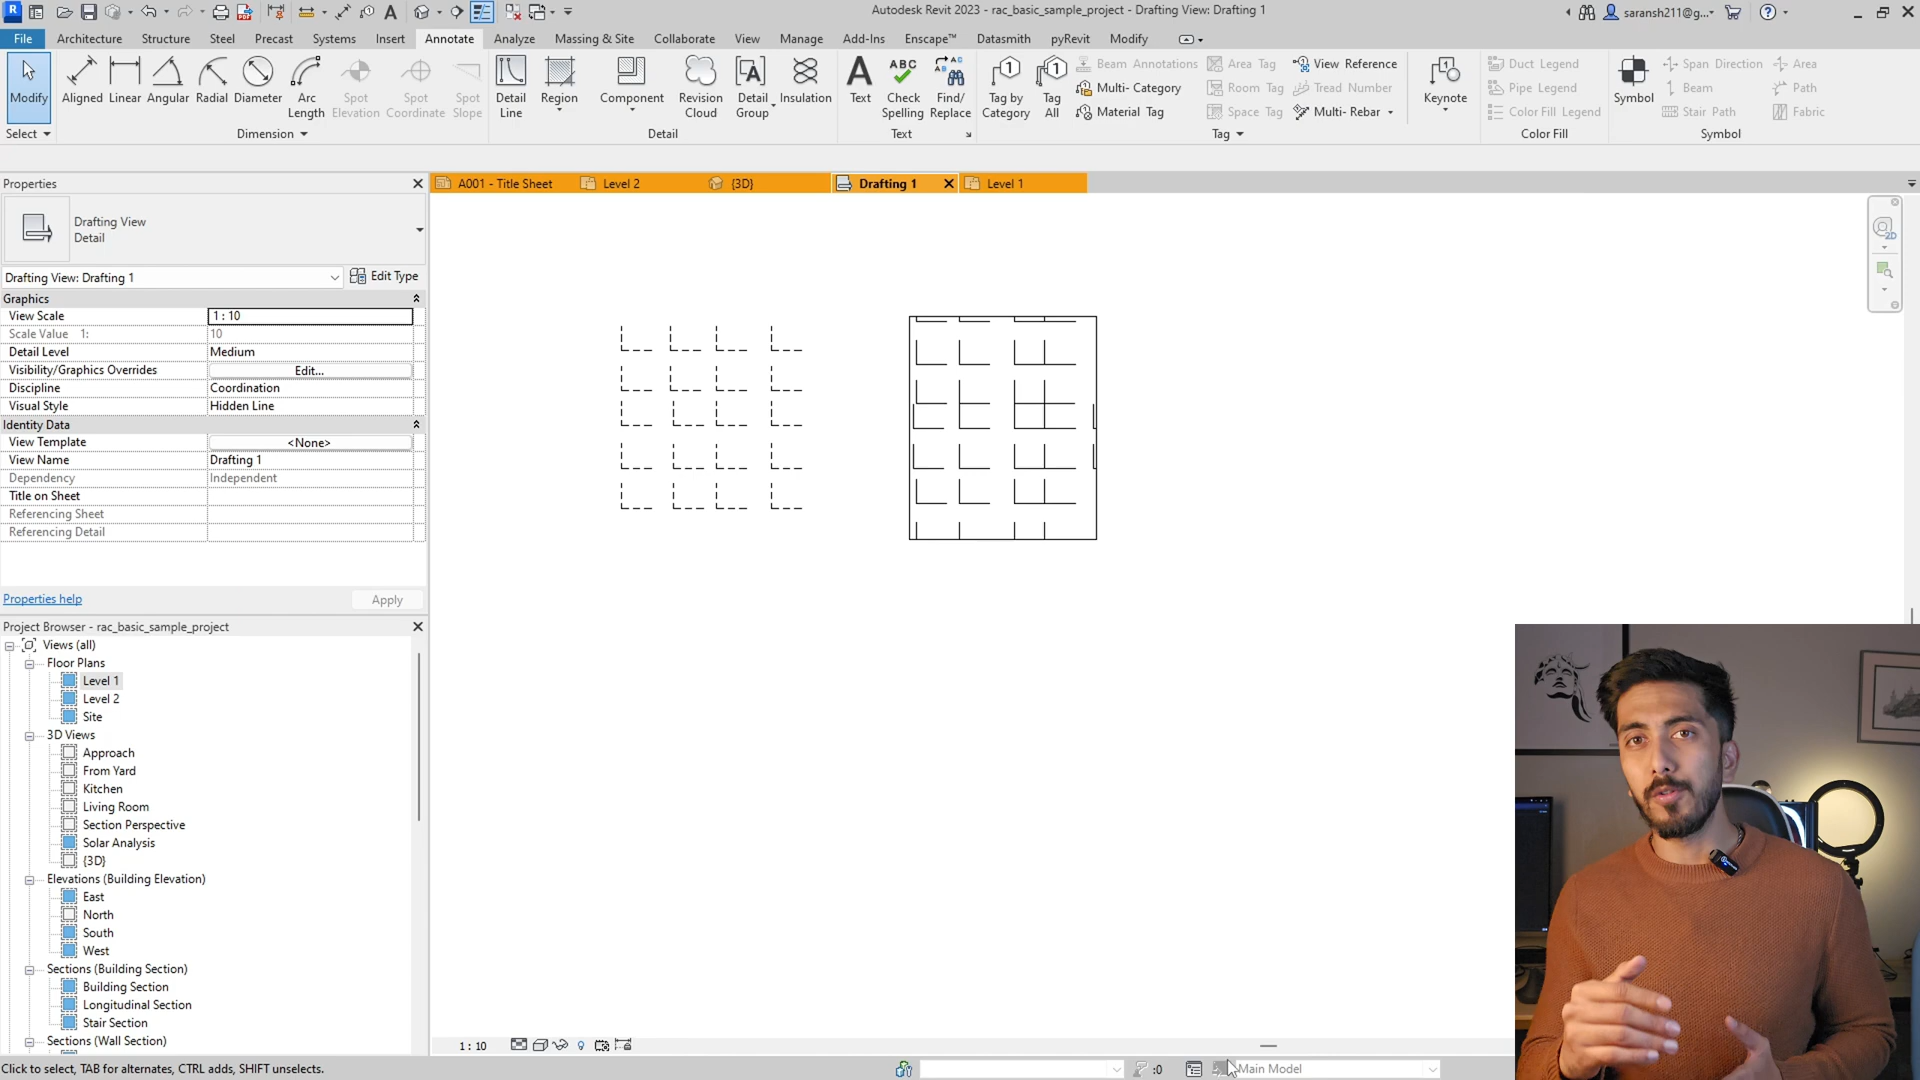 Autodesk Revit 2023 - rac_basic_sample_project - Drafting View: Drafting 1
saransh211@g...
File Architecture Structure Steel Precast Systems Insert Annotate Analyze Massing & Site Collaborate View Manage Add-Ins Enscape™ Datasmith pyRevit Modify
Modify
Aligned Linear Angular Radial Diameter Arc Length Spot Elevation Spot Coordinate Spot Slope
Detail Line Region Component Revision Cloud Detail Group Insulation
Text Check Spelling Find/ Replace
Tag by Category Tag All
Beam Annotations Area Tag View Reference
Multi- Category Room Tag Tread Number
Material Tag Space Tag Multi- Rebar
Keynote
Duct Legend
Pipe Legend
Color Fill Legend
Symbol
Span Direction Area
Beam Path
Stair Path Fabric
Select Dimension Detail Text Tag Color Fill Symbol
Properties
A001 - Title Sheet Level 2 {3D} Drafting 1 Level 1
Drafting View
Detail
Drafting View: Drafting 1 Edit Type
Graphics
View Scale 1 : 10
Scale Value 1: 10
Detail Level Medium
Visibility/Graphics Overrides Edit...
Discipline Coordination
Visual Style Hidden Line
Identity Data
View Template <None>
View Name Drafting 1
Dependency Independent
Title on Sheet
Referencing Sheet
Referencing Detail
Properties help Apply
Project Browser - rac_basic_sample_project
Views (all)
Floor Plans
Level 1
Level 2
Site
3D Views
Approach
From Yard
Kitchen
Living Room
Section Perspective
Solar Analysis
{3D}
Elevations (Building Elevation)
East
North
South
West
Sections (Building Section)
Building Section
Longitudinal Section
Stair Section
Sections (Wall Section)
1 : 10
Click to select, TAB for alternates, CTRL adds, SHIFT unselects.
:0
Main Model